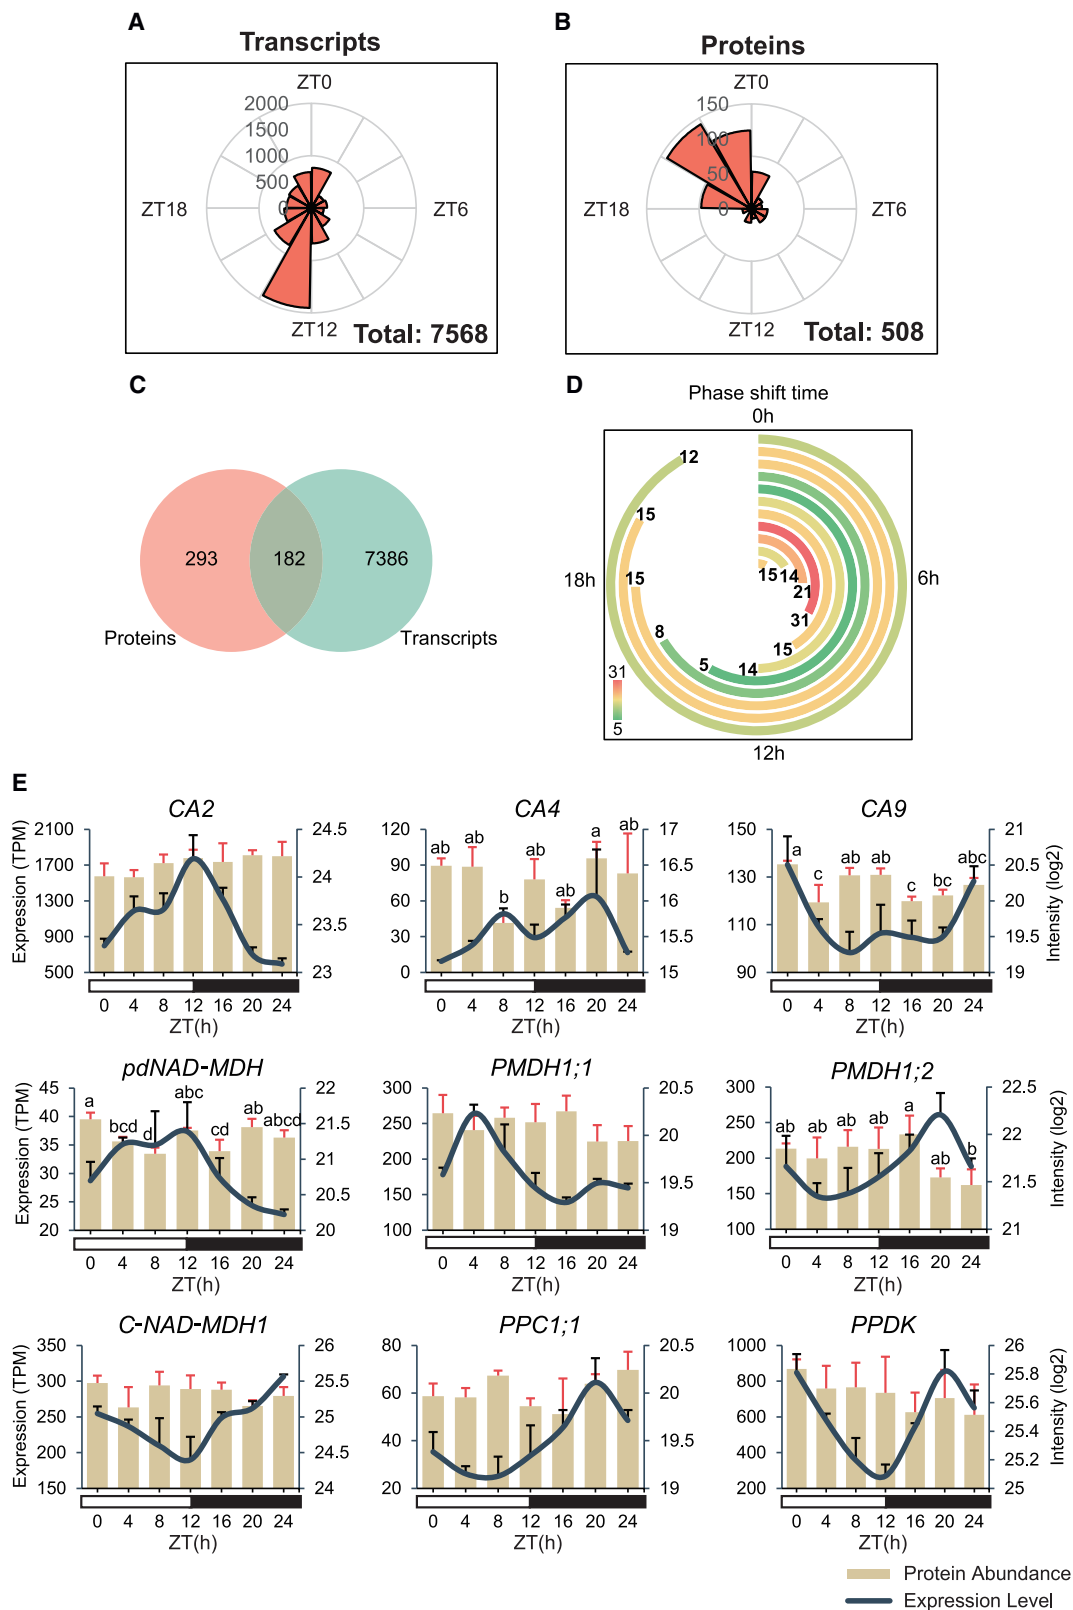 A
Transcripts
ZT0
2000
1500
1000
500
0
ZT18
ZT6
ZT12
Total: 7568
B
Proteins
ZT0
150
100
50
0
ZT18
ZT6
ZT12
Total: 508
C
293
182
7386
Proteins
Transcripts
D
Phase shift time
0h
12
15
15
8
5
14
15
31
21
14
15
18h
6h
12h
31
5
E
CA2
Expression (TPM)
2100
1700
1300
900
500
24.5
24
23.5
23
0 4 8 12 16 20 24
ZT(h)
CA4
120
90
60
30
0
ab ab b ab ab a ab
17
16.5
16
15.5
15
0 4 8 12 16 20 24
ZT(h)
CA9
150
130
110
90
a c ab ab c bc abc
21
20.5
20
19.5
19
Intensity (log2)
0 4 8 12 16 20 24
ZT(h)
pdNAD-MDH
Expression (TPM)
45
40
35
30
25
20
a bcd d abc cd ab abcd
22
21.5
21
20.5
20
0 4 8 12 16 20 24
ZT(h)
PMDH1;1
300
250
200
150
100
20.5
20
19.5
19
0 4 8 12 16 20 24
ZT(h)
PMDH1;2
300
250
200
150
100
ab ab ab ab a ab b
22.5
22
21.5
21
Intensity (log2)
0 4 8 12 16 20 24
ZT(h)
C-NAD-MDH1
Expression (TPM)
350
300
250
200
150
26
25.5
25
24.5
24
0 4 8 12 16 20 24
ZT(h)
PPC1;1
80
60
40
20
20.5
20
19.5
19
0 4 8 12 16 20 24
ZT(h)
PPDK
1000
800
600
400
200
26
25.8
25.6
25.4
25.2
25
Intensity (log2)
0 4 8 12 16 20 24
ZT(h)
Protein Abundance
Expression Level